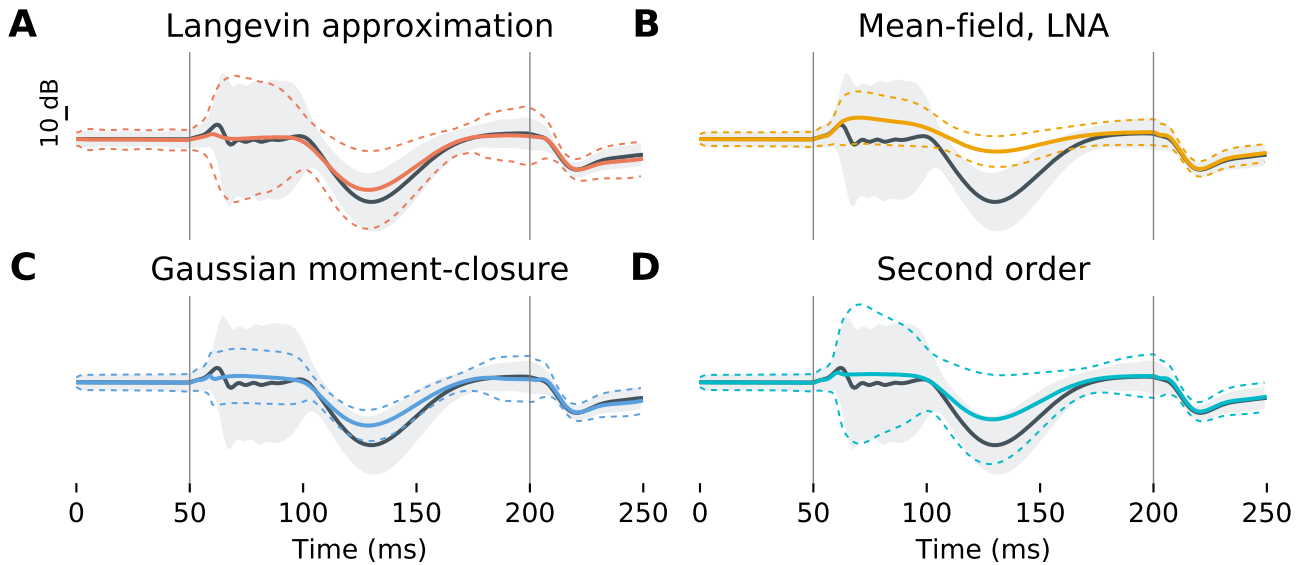 A Langevin approximation
B Mean-field, LNA
10 dB
C Gaussian moment-closure
D Second order
0 50 100 150 200 250
0 50 100 150 200 250
Time (ms)
Time (ms)